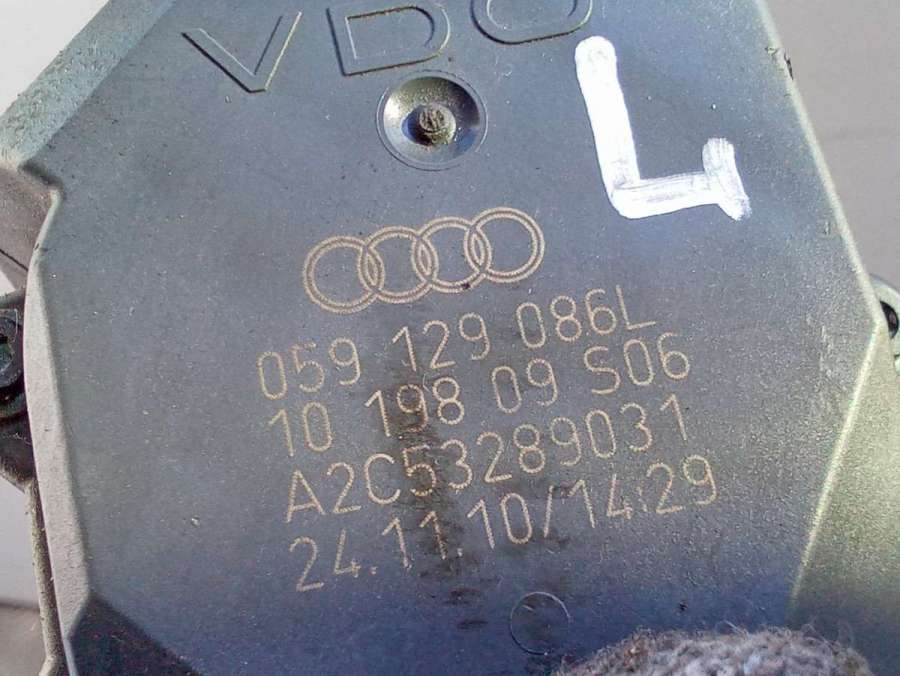 VDO
L
059 129 086L
10 198 09 S06
A2C53289031
24.11.10/14:29